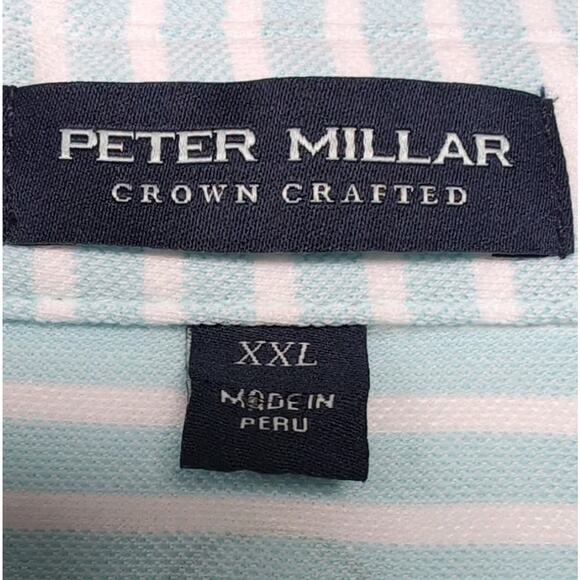 PETER MILLAR
CROWN CRAFTED
XXL
MADE IN
PERU